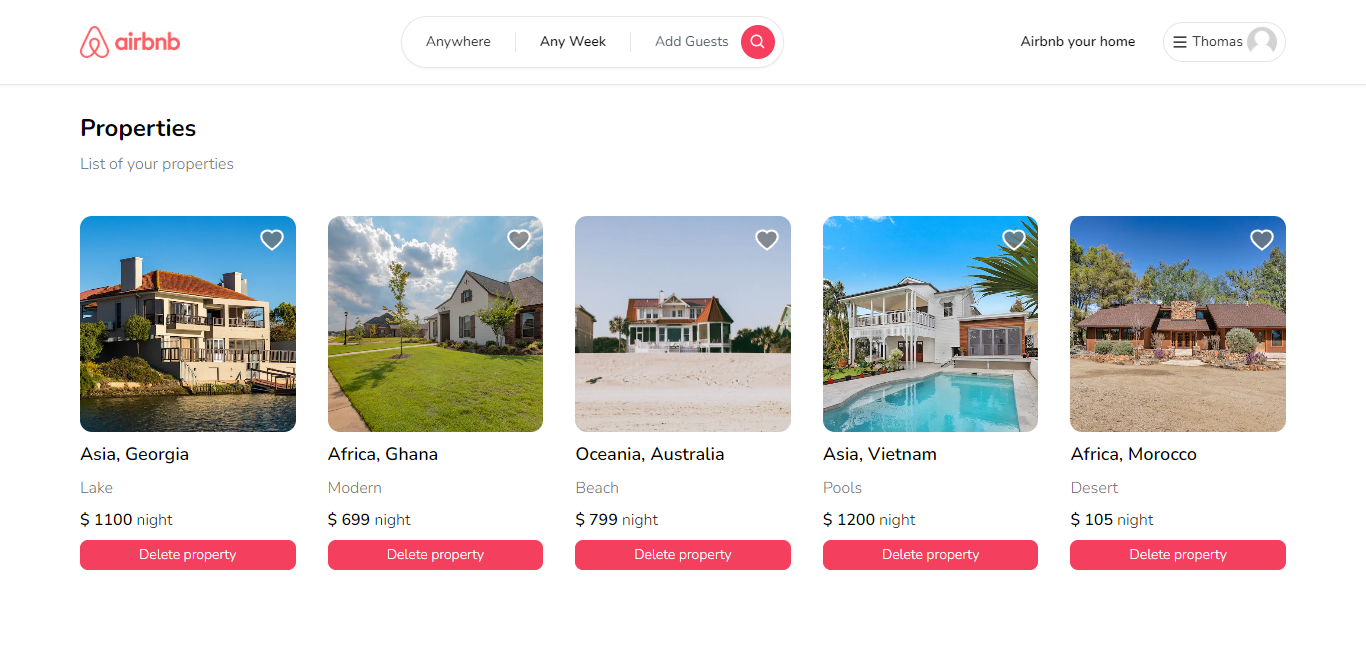 airbnb
Anywhere
Any Week
Add Guests
Airbnb your home
Thomas
Properties
List of your properties
Asia, Georgia
Lake
$ 1100 night
Delete property
Africa, Ghana
Modern
$ 699 night
Delete property
Oceania, Australia
Beach
$ 799 night
Delete property
Asia, Vietnam
Pools
$ 1200 night
Delete property
Africa, Morocco
Desert
$ 105 night
Delete property